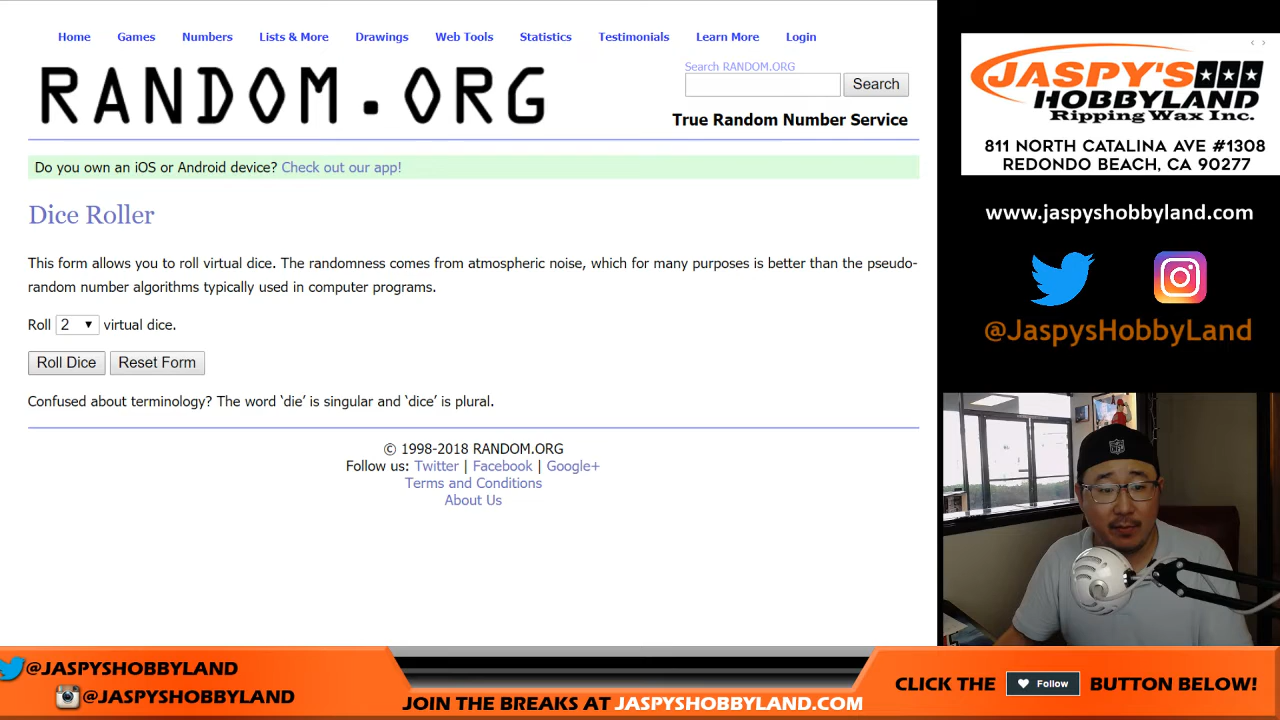 Home Games Numbers Lists & More Drawings Web Tools Statistics Testimonials Learn More Login
RANDOM.ORG
Search RANDOM.ORG
Search
True Random Number Service
Do you own an iOS or Android device? Check out our app!
Dice Roller
This form allows you to roll virtual dice. The randomness comes from atmospheric noise, which for many purposes is better than the pseudo-
random number algorithms typically used in computer programs.
Roll 2 virtual dice.
Roll Dice Reset Form
Confused about terminology? The word ‘die’ is singular and ‘dice’ is plural.
© 1998-2018 RANDOM.ORG
Follow us: Twitter | Facebook | Google+
Terms and Conditions
About Us
JASPY'S
HOBBYLAND
Ripping Wax Inc.
811 NORTH CATALINA AVE #1308
REDONDO BEACH, CA 90277
www.jaspyshobbyland.com
@JaspysHobbyLand
NFL
@JASPYSHOBBYLAND
@JASPYSHOBBYLAND
JOIN THE BREAKS AT JASPYSHOBBYLAND.COM
CLICK THE Follow BUTTON BELOW!